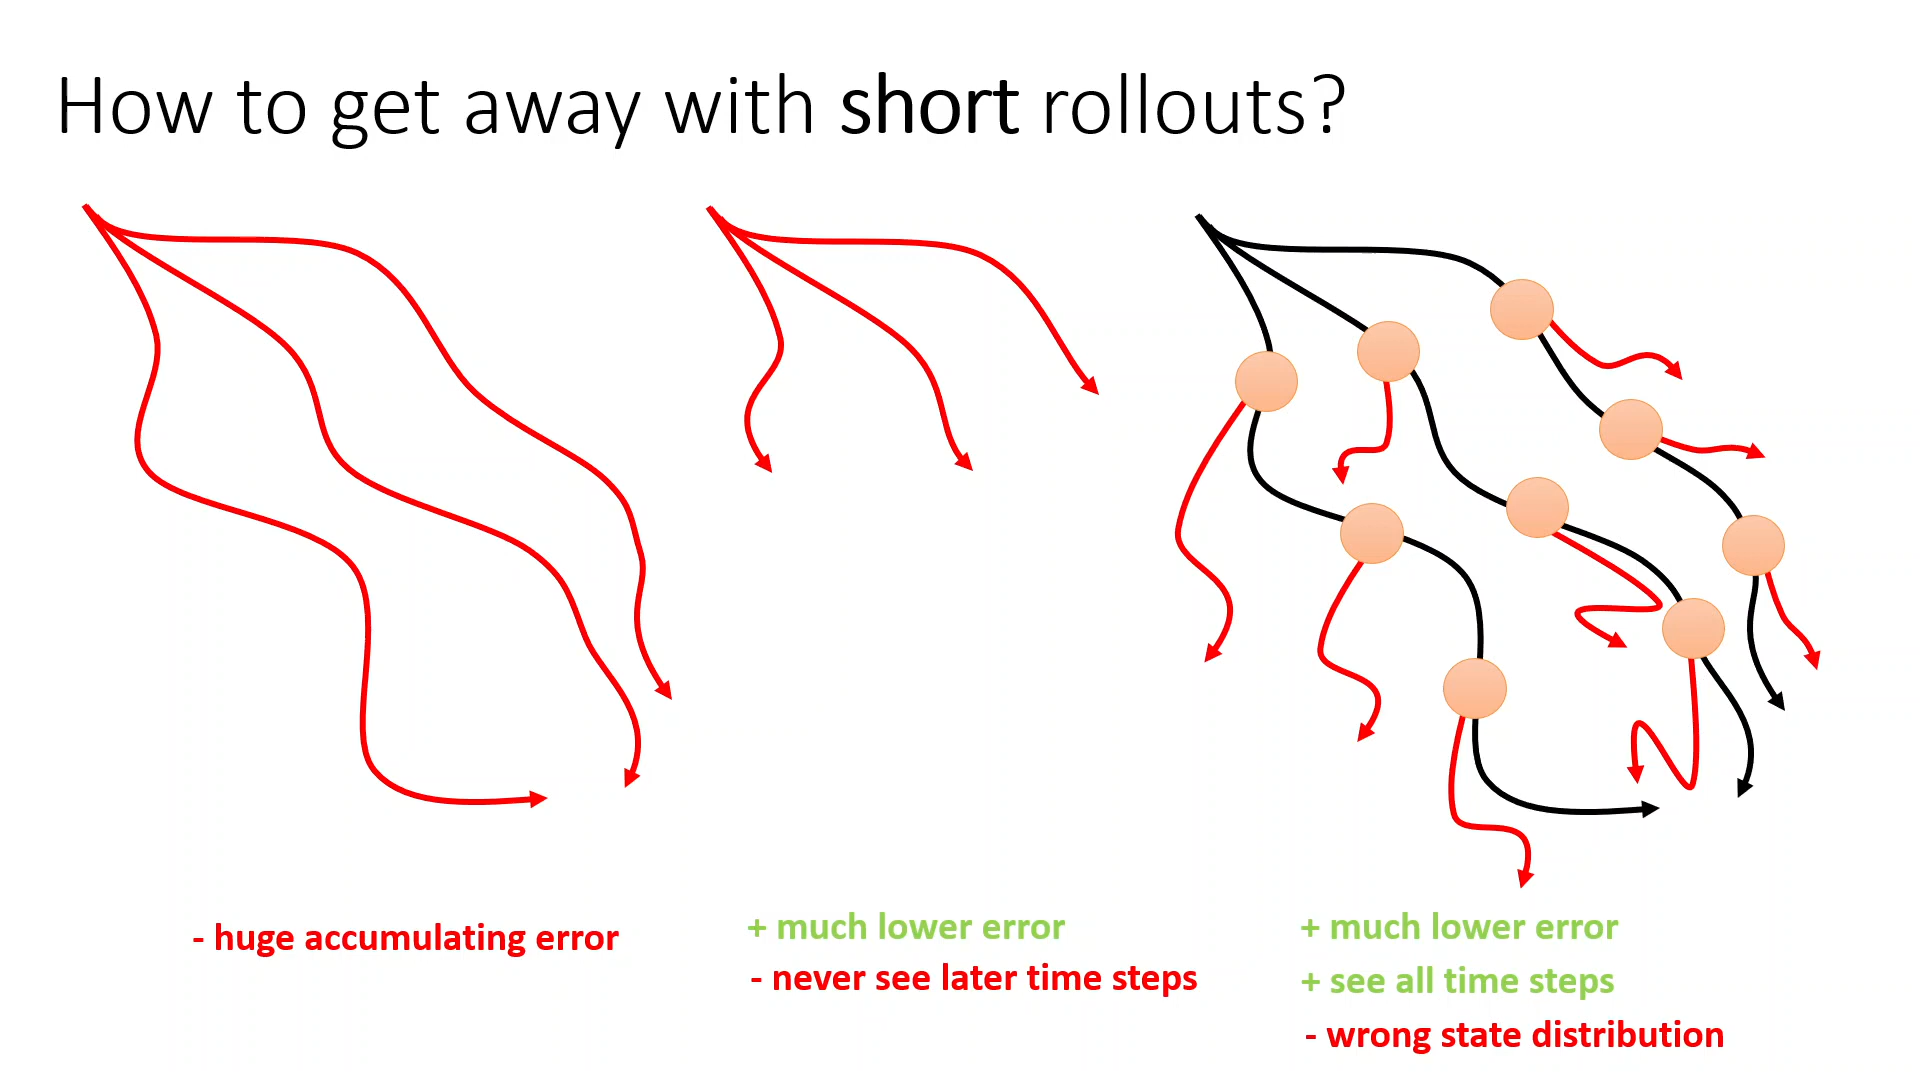 How to get away with short rollouts?
- huge accumulating error
+ much lower error
- never see later time steps
+ much lower error
+ see all time steps
- wrong state distribution